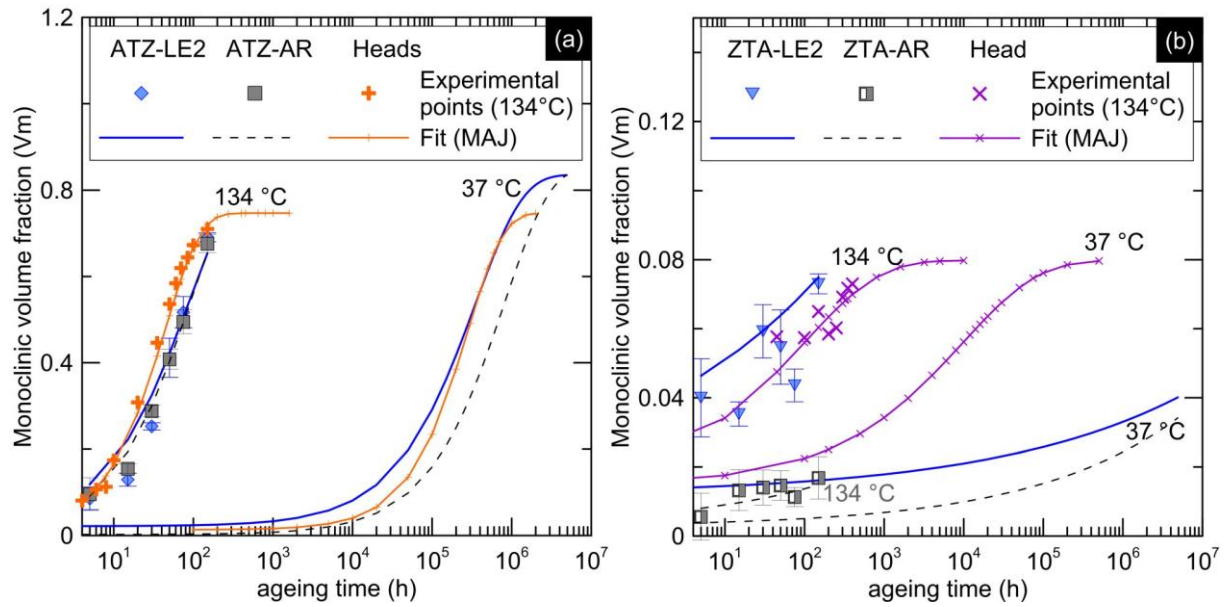 (a)
ATZ-LE2 ATZ-AR Heads
Experimental
points (134°C)
Fit (MAJ)
1.2
0.8
0.4
0
Monoclinic volume fraction (Vm)
134 °C
37 °C
10¹ 10² 10³ 10⁴ 10⁵ 10⁶ 10⁷
ageing time (h)
(b)
ZTA-LE2 ZTA-AR Head
Experimental
points (134°C)
Fit (MAJ)
0.12
0.08
0.04
0
Monoclinic volume fraction (Vm)
134 °C
37 °C
37 °C
134 °C
10¹ 10² 10³ 10⁴ 10⁵ 10⁶ 10⁷
ageing time (h)